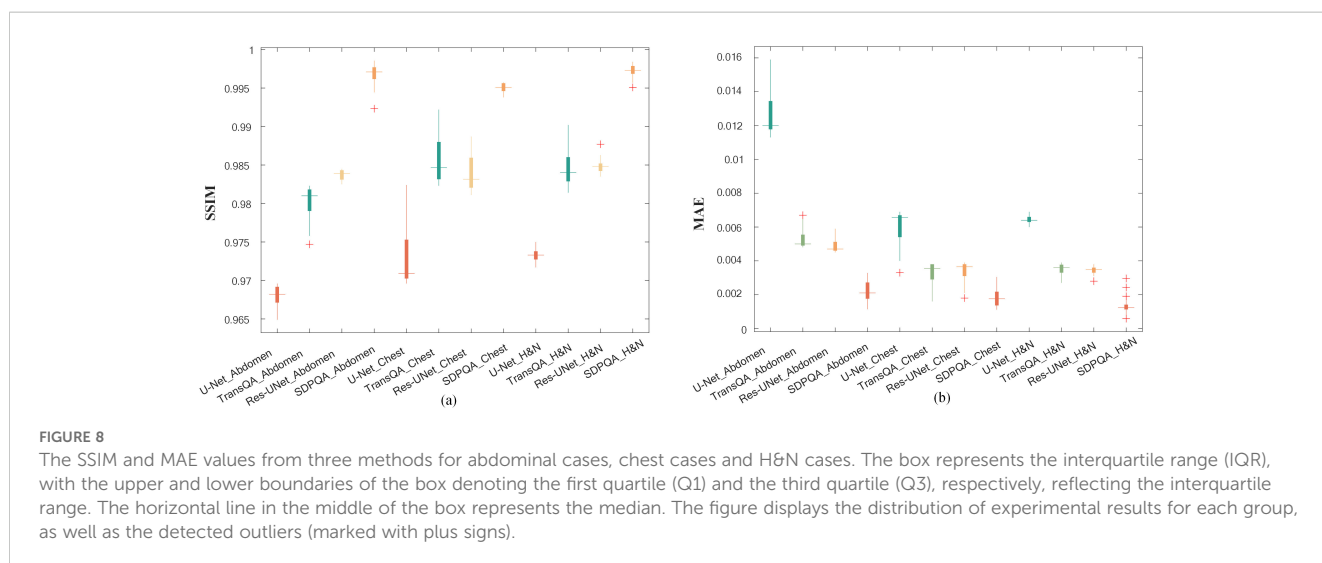 1
0.995
0.99
0.985
0.98
0.975
0.97
0.965
SSIM
U-Net_Abdomen
TransQA_Abdomen
Res-UNet_Abdomen
SDPQA_Abdomen
U-Net_Chest
TransQA_Chest
Res-UNet_Chest
SDPQA_Chest
U-Net_H&N
TransQA_H&N
Res-UNet_H&N
SDPQA_H&N
(a)
0.016
0.014
0.012
0.01
0.008
0.006
0.004
0.002
0
MAE
U-Net_Abdomen
TransQA_Abdomen
Res-UNet_Abdomen
SDPQA_Abdomen
U-Net_Chest
TransQA_Chest
Res-UNet_Chest
SDPQA_Chest
U-Net_H&N
TransQA_H&N
Res-UNet_H&N
SDPQA_H&N
(b)
FIGURE 8
The SSIM and MAE values from three methods for abdominal cases, chest cases and H&N cases. The box represents the interquartile range (IQR),
with the upper and lower boundaries of the box denoting the first quartile (Q1) and the third quartile (Q3), respectively, reflecting the interquartile
range. The horizontal line in the middle of the box represents the median. The figure displays the distribution of experimental results for each group,
as well as the detected outliers (marked with plus signs).